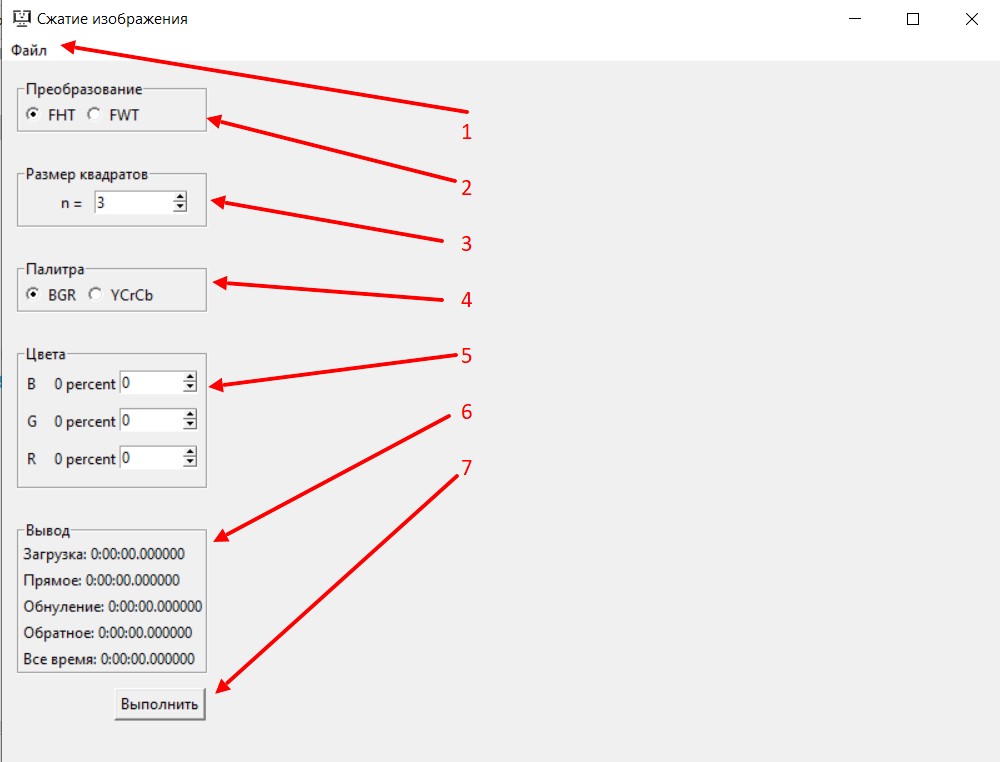 Сжатие изображения
Файл
Преобразование
FHT FWT
1
2
Размер квадратов
n = 3
3
Палитра
BGR YCrCb
4
Цвета
5
B 0 percent 0
G 0 percent 0
6
R 0 percent 0
7
Вывод
Загрузка: 0:00:00.000000
Прямое: 0:00:00.000000
Обнуление: 0:00:00.000000
Обратное: 0:00:00.000000
Все время: 0:00:00.000000
Выполнить